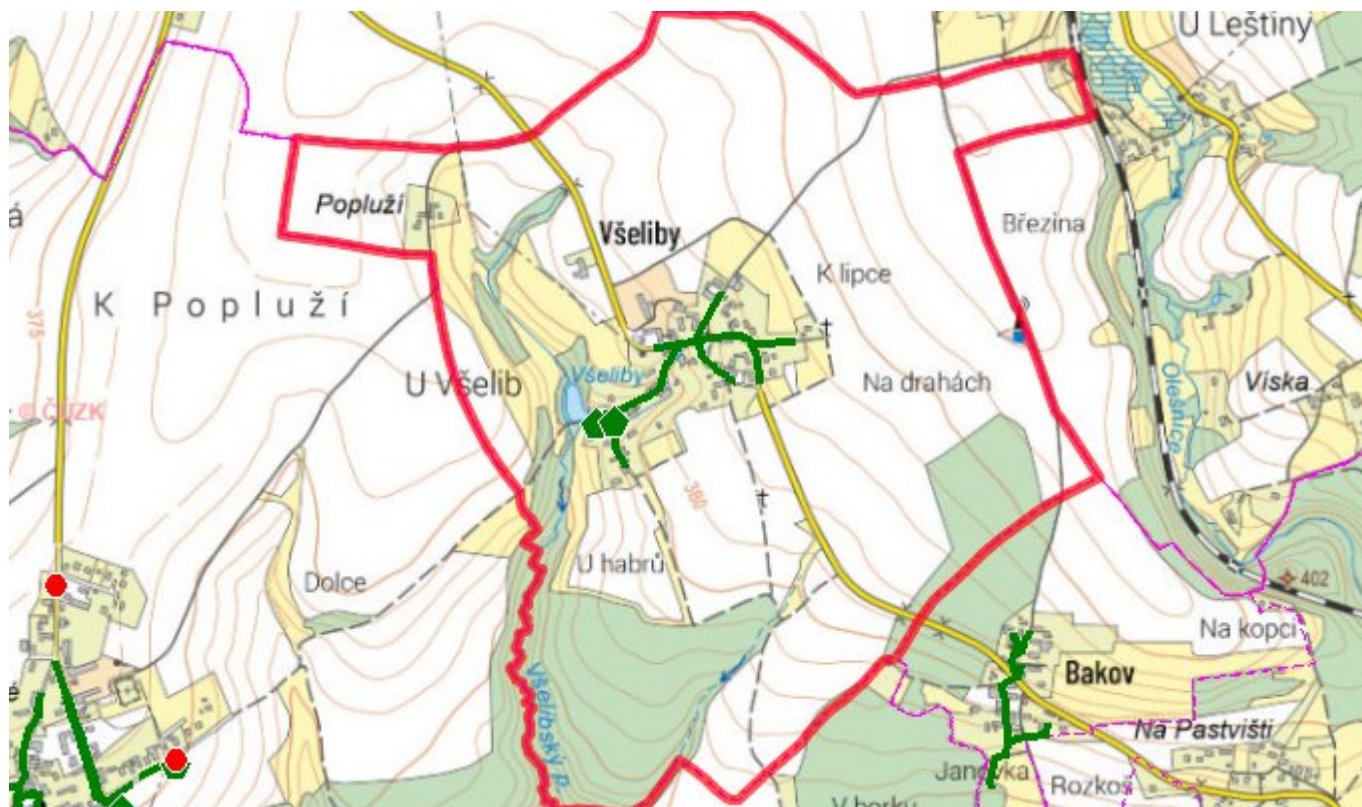 U Leštiny
á
Popluží
Všeliby
Březina
K lipce
K Popluží
375
U Všelib
Všeliby
Na drahách
Olešnice
Víska
© ČÚZK
380
U habrů
Dolce
402
Na kopci
Všelibský p.
Bakov
é
Na Pastvišti
Janovka
Rozkoš
V borku